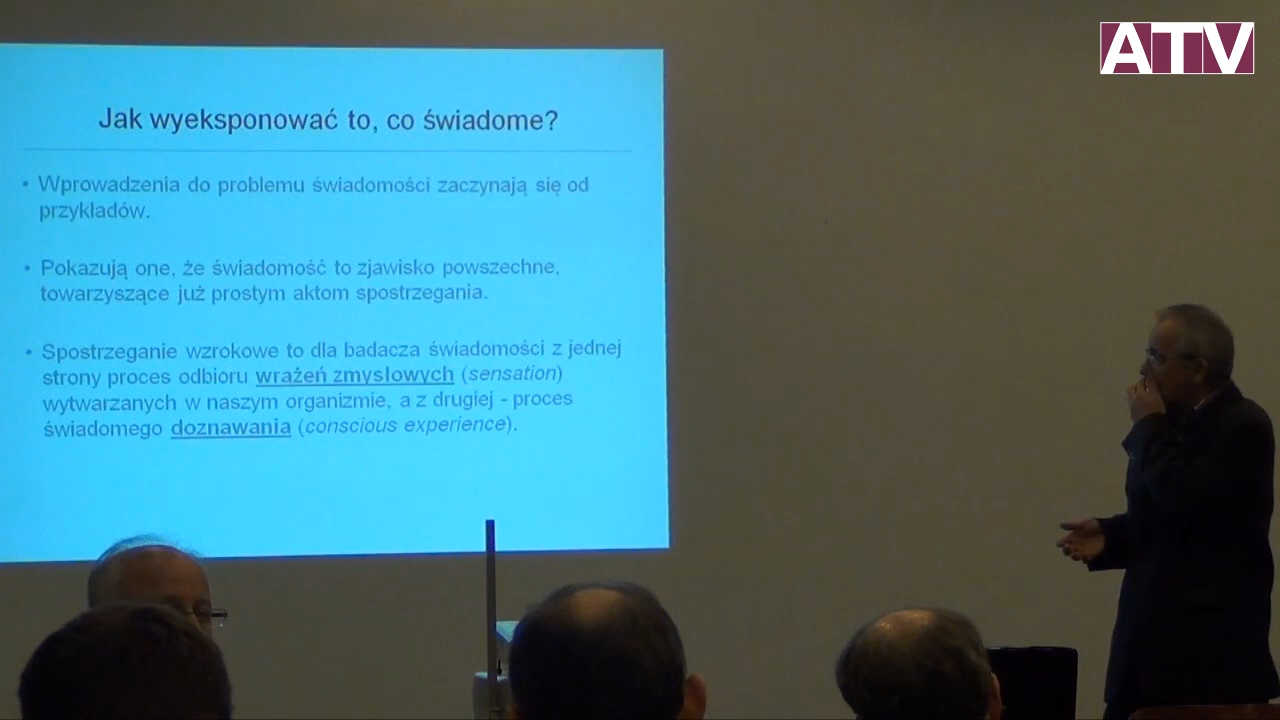 ATV
Jak wyeksponować to, co świadome?
• Wprowadzenia do problemu świadomości zaczynają się od
przykładów.
• Pokazują one, że świadomość to zjawisko powszechne,
towarzyszące już prostym aktom spostrzegania.
• Spostrzeganie wzrokowe to dla badacza świadomości z jednej
strony proces odbioru wrażeń zmysłowych (sensation)
wytwarzanych w naszym organizmie, a z drugiej - proces
świadomego doznawania (conscious experience).